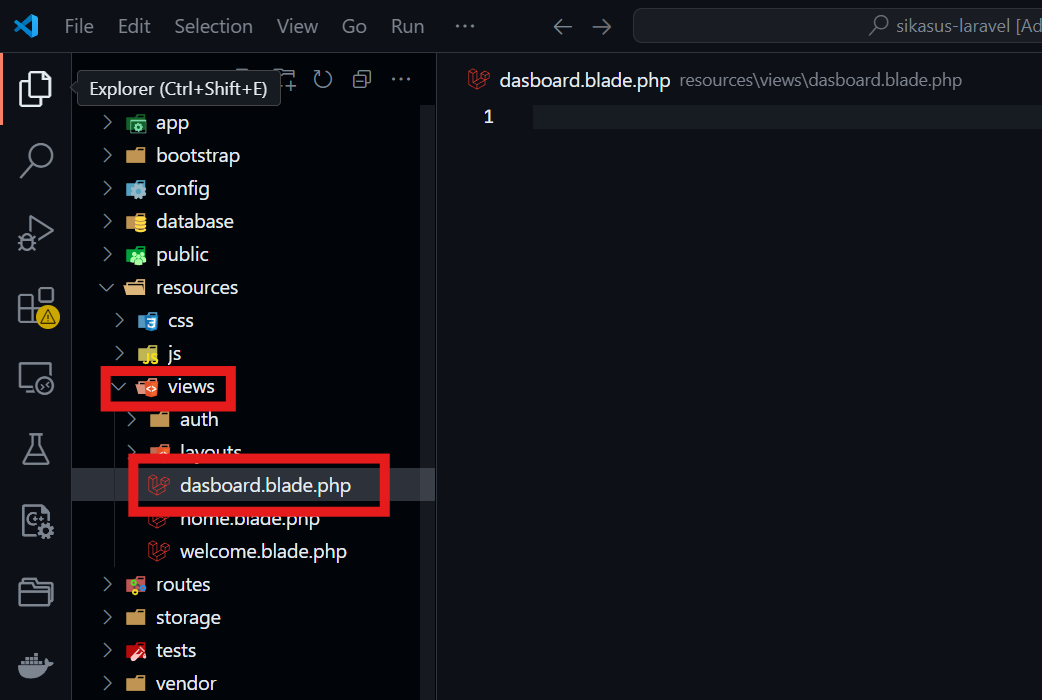 File Edit Selection View Go Run ··· sikasus-laravel [Ad
Explorer (Ctrl+Shift+E)
dasboard.blade.php resources\views\dasboard.blade.php
1
app
bootstrap
config
database
public
resources
css
js
views
auth
layouts
dasboard.blade.php
home.blade.php
welcome.blade.php
routes
storage
tests
vendor